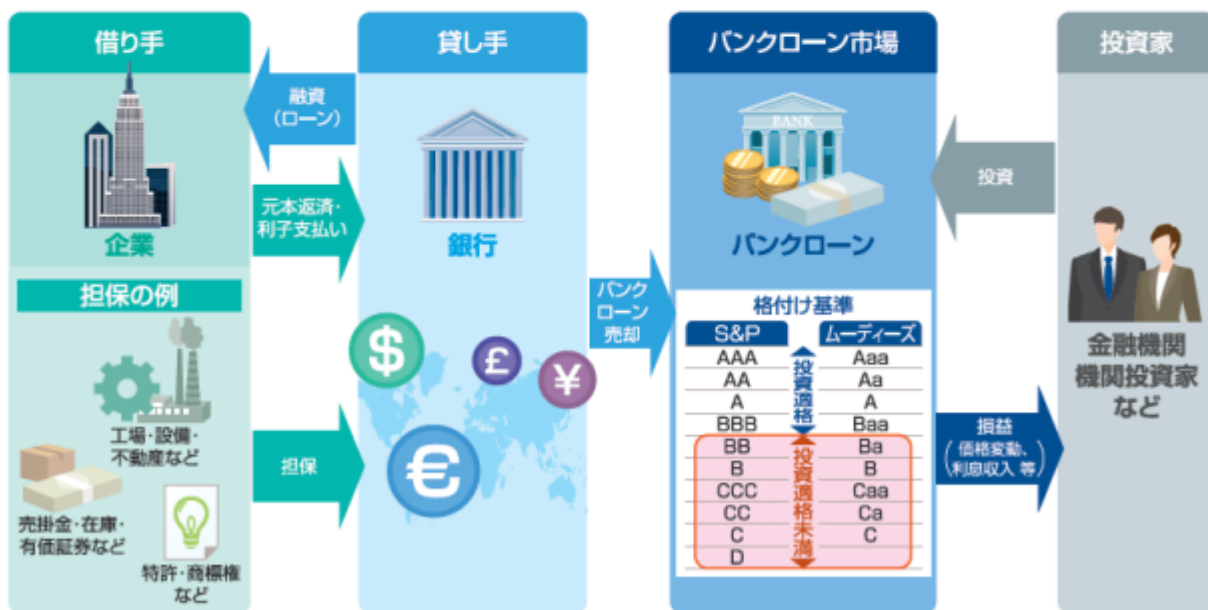 借り手
企業
担保の例
工場・設備・
不動産など
売掛金・在庫・
有価証券など
特許・商標権
など
融資
(ローン)
元本返済・
利子支払い
担保
貸し手
銀行
$
£
¥
€
バンク
ローン
売却
バンクローン市場
BANK
バンクローン
格付け基準
S&P ムーディーズ
AAA Aaa
AA Aa
A A
BBB Baa
投資適格
BB Ba
B B
CCC Caa
CC Ca
C C
D
投資適格未満
投資
損益
(価格変動、
利息収入 等)
投資家
金融機関
機関投資家
など